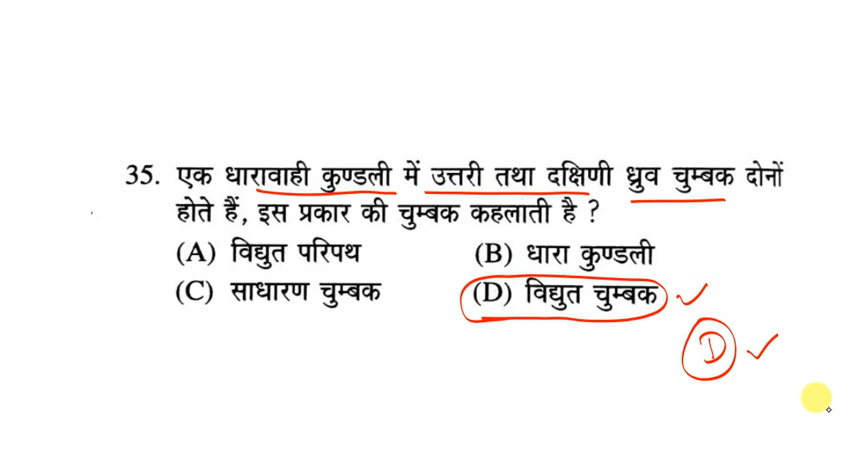 35. एक धारावाही कुण्डली में उत्तरी तथा दक्षिणी ध्रुव चुम्बक दोनों
होते हैं, इस प्रकार की चुम्बक कहलाती है ?
(A) विद्युत परिपथ (B) धारा कुण्डली
(C) साधारण चुम्बक (D) विद्युत चुम्बक
D